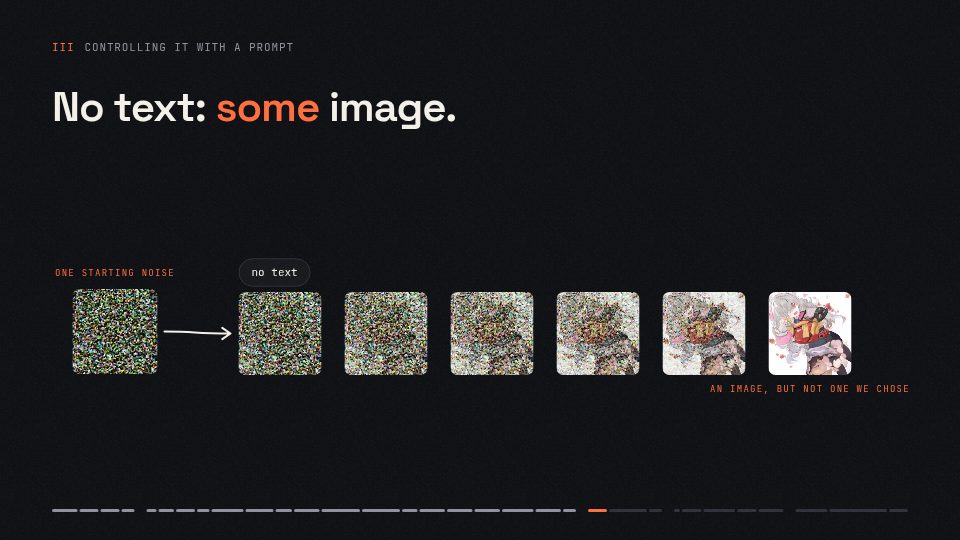 III CONTROLLING IT WITH A PROMPT
No text: some image.
ONE STARTING NOISE
no text
AN IMAGE, BUT NOT ONE WE CHOSE